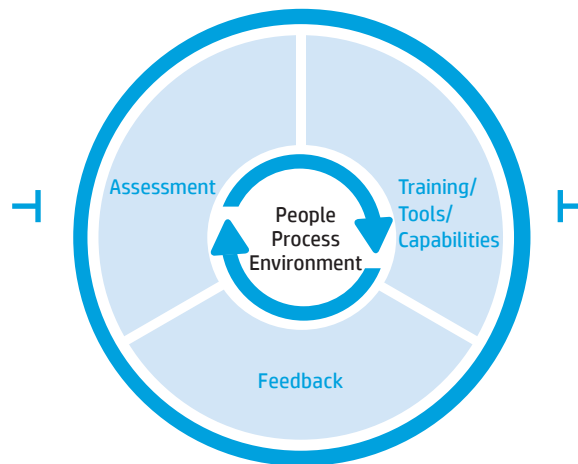 Assessment
Training/
Tools/
Capabilities
People
Process
Environment
Feedback